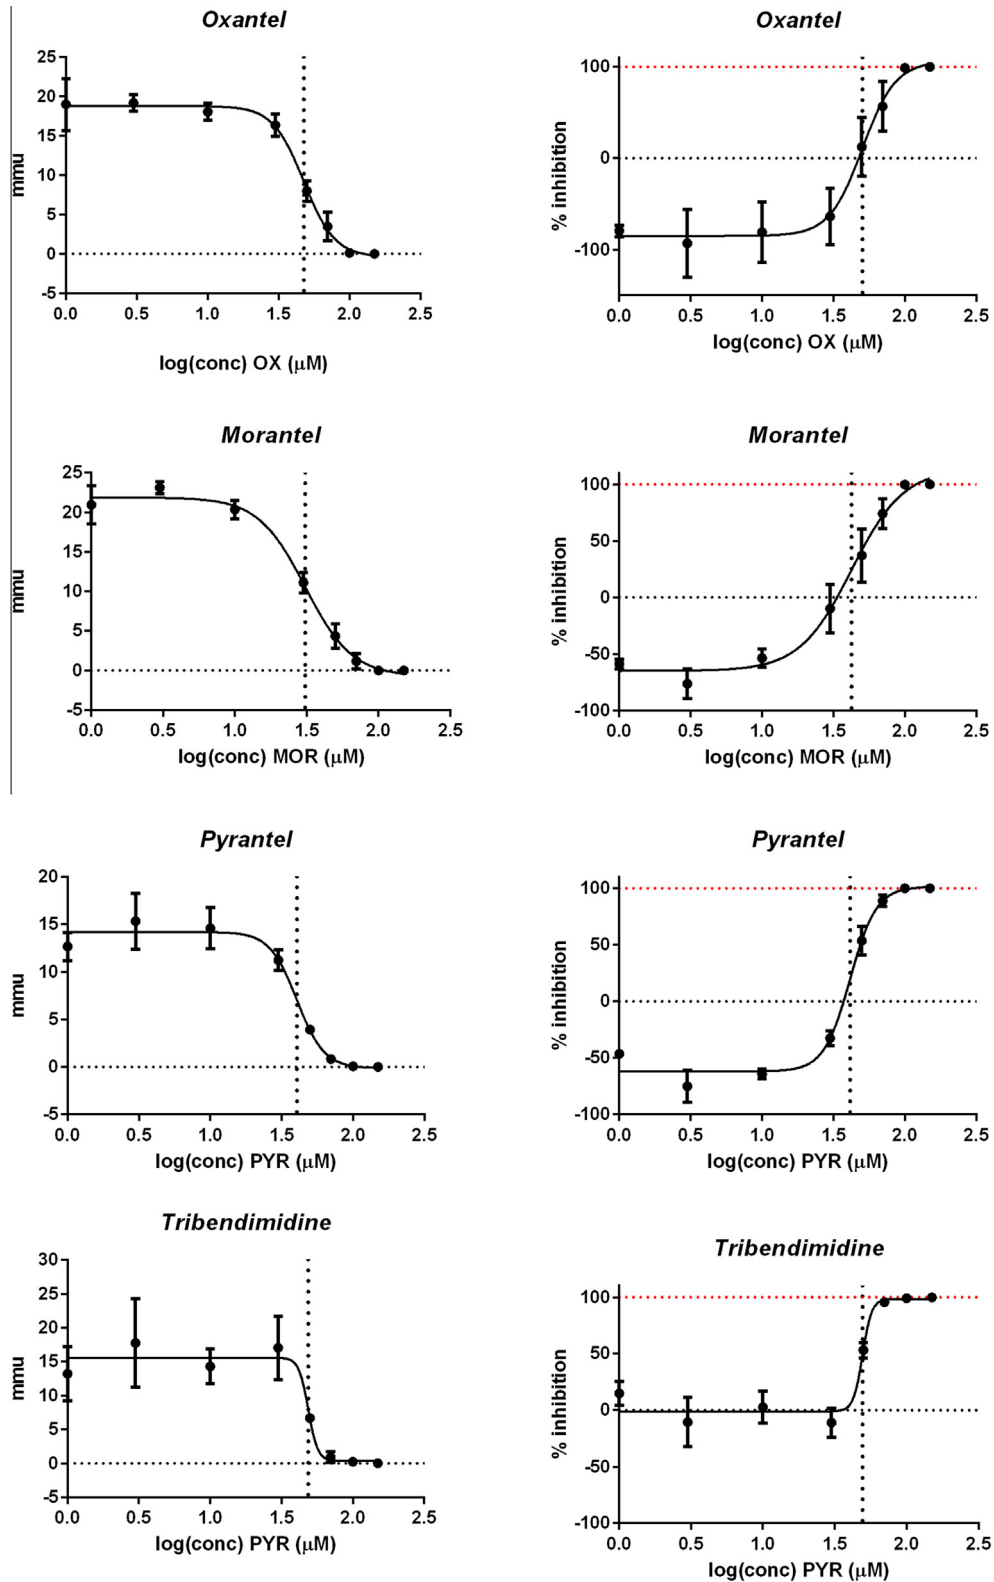 Oxantel
25
20
15
10
5
0
-5
mmu
0.0 0.5 1.0 1.5 2.0 2.5
log(conc) OX (μM)
Oxantel
100
0
-100
% inhibition
0.0 0.5 1.0 1.5 2.0 2.5
log(conc) OX (μM)
Morantel
25
20
15
10
5
0
-5
mmu
0.0 0.5 1.0 1.5 2.0 2.5
log(conc) MOR (μM)
Morantel
100
50
0
-50
-100
% inhibition
0.0 0.5 1.0 1.5 2.0 2.5
log(conc) MOR (μM)
Pyrantel
20
15
10
5
0
-5
mmu
0.0 0.5 1.0 1.5 2.0 2.5
log(conc) PYR (μM)
Pyrantel
100
50
0
-50
-100
% inhibition
0.0 0.5 1.0 1.5 2.0 2.5
log(conc) PYR (μM)
Tribendimidine
30
25
20
15
10
5
0
-5
mmu
0.0 0.5 1.0 1.5 2.0 2.5
log(conc) PYR (μM)
Tribendimidine
100
50
0
-50
-100
% inhibition
0.0 0.5 1.0 1.5 2.0 2.5
log(conc) PYR (μM)